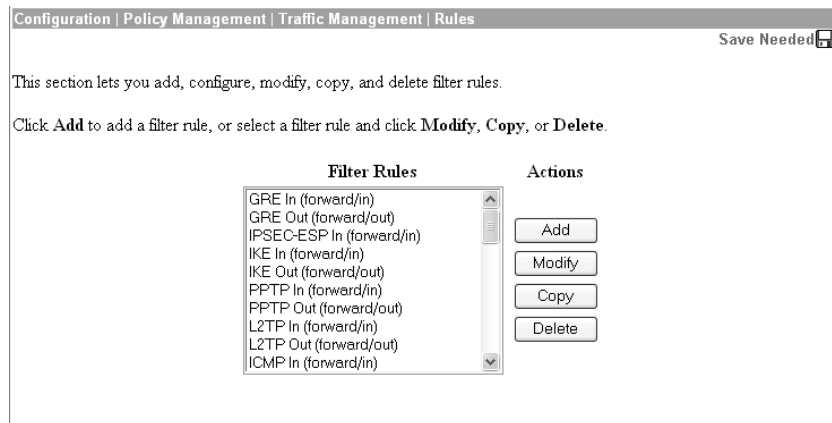 Configuration | Policy Management | Traffic Management | Rules
Save Needed
This section lets you add, configure, modify, copy, and delete filter rules.
Click Add to add a filter rule, or select a filter rule and click Modify, Copy, or Delete.
Filter Rules
Actions
GRE In (forward/in)
GRE Out (forward/out)
IPSEC-ESP In (forward/in)
IKE In (forward/in)
IKE Out (forward/out)
PPTP In (forward/in)
PPTP Out (forward/out)
L2TP In (forward/in)
L2TP Out (forward/out)
ICMP In (forward/in)
Add
Modify
Copy
Delete